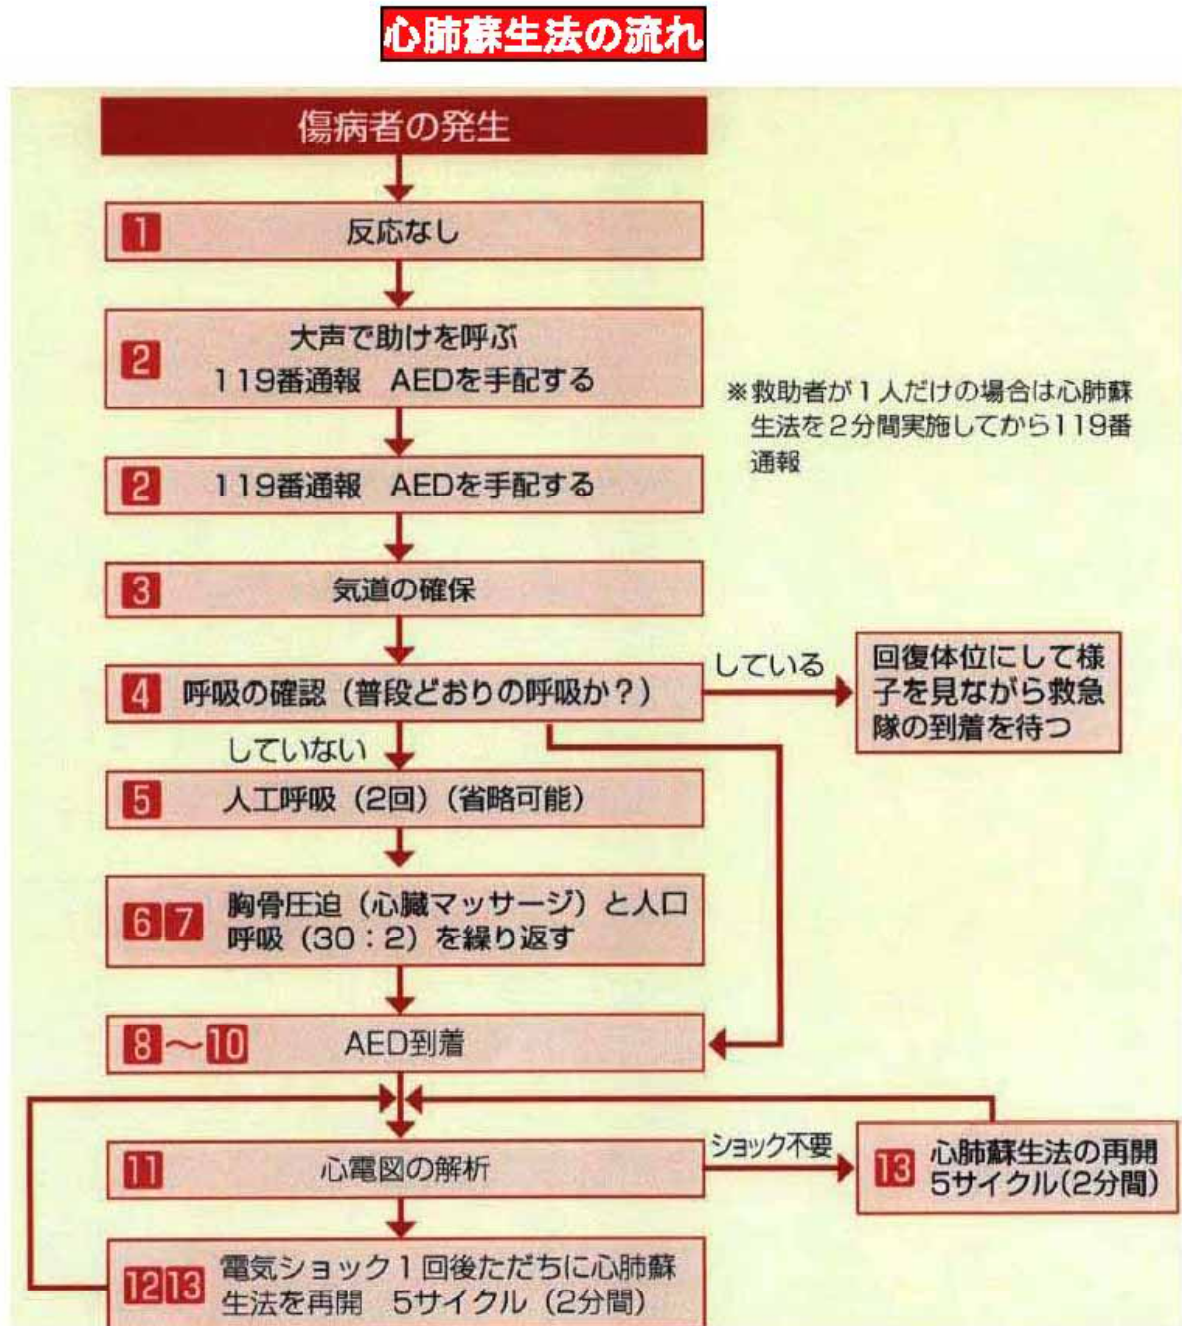 心肺蘇生法の流れ
傷病者の発生
1 反応なし
2 大声で助けを呼ぶ
119番通報 AEDを手配する
※救助者が1人だけの場合は心肺蘇
生法を2分間実施してから119番
通報
2 119番通報 AEDを手配する
3 気道の確保
4 呼吸の確認(普段どおりの呼吸か?)
している
回復体位にして様
子を見ながら救急
隊の到着を待つ
していない
5 人工呼吸(2回)(省略可能)
6 7 胸骨圧迫(心臓マッサージ)と人口
呼吸(30:2)を繰り返す
8〜10 AED到着
11 心電図の解析
ショック不要
13 心肺蘇生法の再開
5サイクル(2分間)
12 13 電気ショック1回後ただちに心肺蘇
生法を再開 5サイクル(2分間)